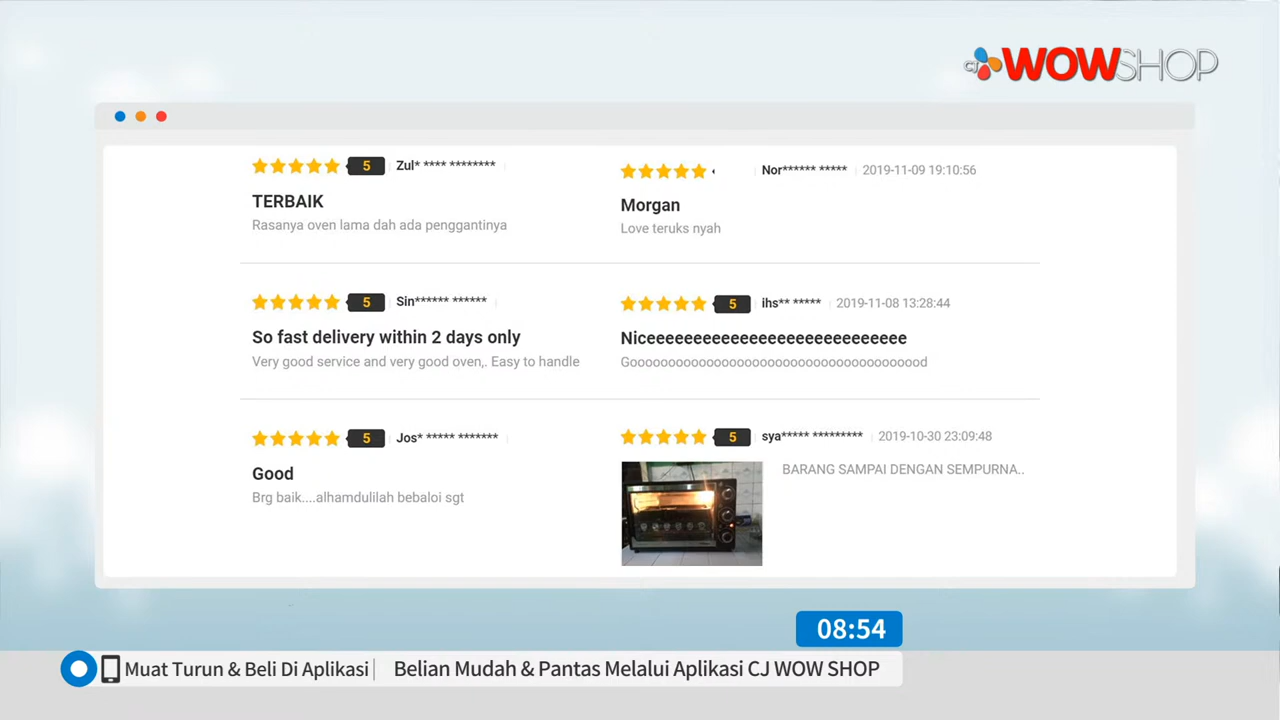 CJ WOWSHOP
5 Zul* **** ********
TERBAIK
Rasanya oven lama dah ada penggantinya
Nor****** ***** 2019-11-09 19:10:56
Morgan
Love teruks nyah
5 Sin****** ******
So fast delivery within 2 days only
Very good service and very good oven,. Easy to handle
5 ihs** ***** 2019-11-08 13:28:44
Niceeeeeeeeeeeeeeeeeeeeeeeeeee
Gooooooooooooooooooooooooooooooooooood
5 Jos* ***** *******
Good
Brg baik....alhamdulilah bebaloi sgt
5 sya***** ********* 2019-10-30 23:09:48
BARANG SAMPAI DENGAN SEMPURNA..
08:54
Muat Turun & Beli Di Aplikasi | Belian Mudah & Pantas Melalui Aplikasi CJ WOW SHOP